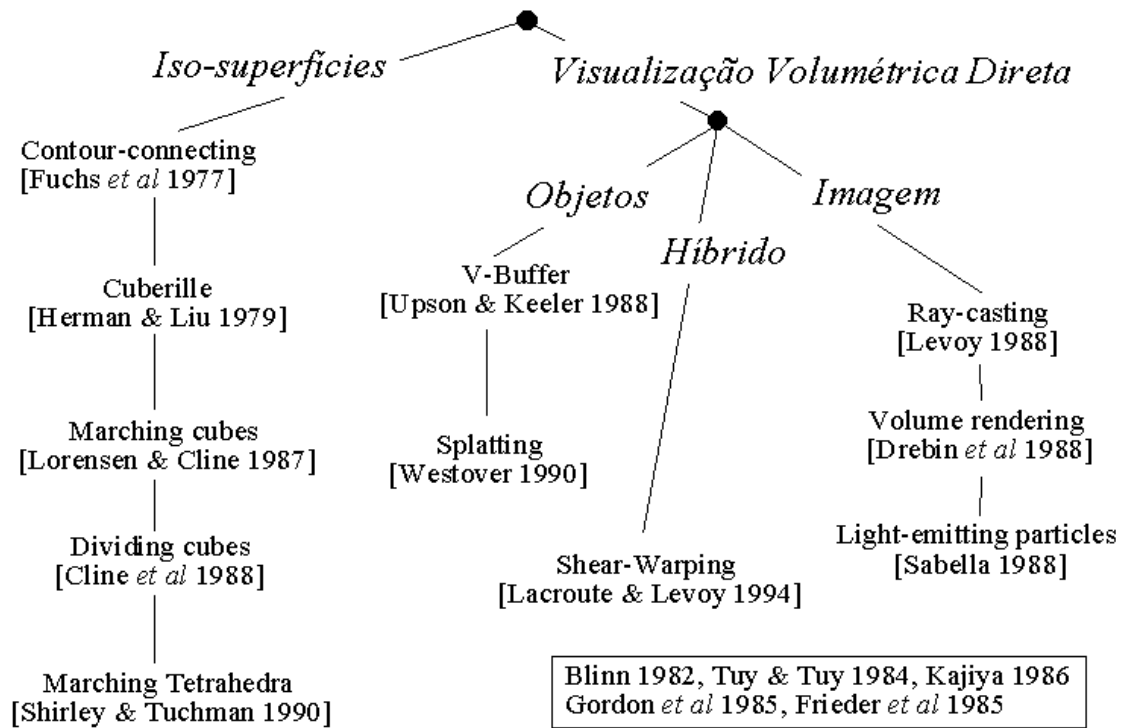 Iso-superfícies
Visualização Volumétrica Direta
Contour-connecting
[Fuchs et al 1977]
Cuberille
[Herman & Liu 1979]
Marching cubes
[Lorensen & Cline 1987]
Dividing cubes
[Cline et al 1988]
Marching Tetrahedra
[Shirley & Tuchman 1990]
Objetos
V-Buffer
[Upson & Keeler 1988]
Splatting
[Westover 1990]
Híbrido
Shear-Warping
[Lacroute & Levoy 1994]
Imagem
Ray-casting
[Levoy 1988]
Volume rendering
[Drebin et al 1988]
Light-emitting particles
[Sabella 1988]
Blinn 1982, Tuy & Tuy 1984, Kajiya 1986
Gordon et al 1985, Frieder et al 1985